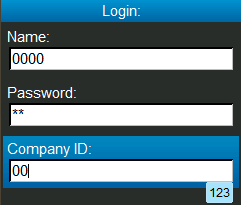 Login:
Name:
0000
Password:
**
Company ID:
00
123